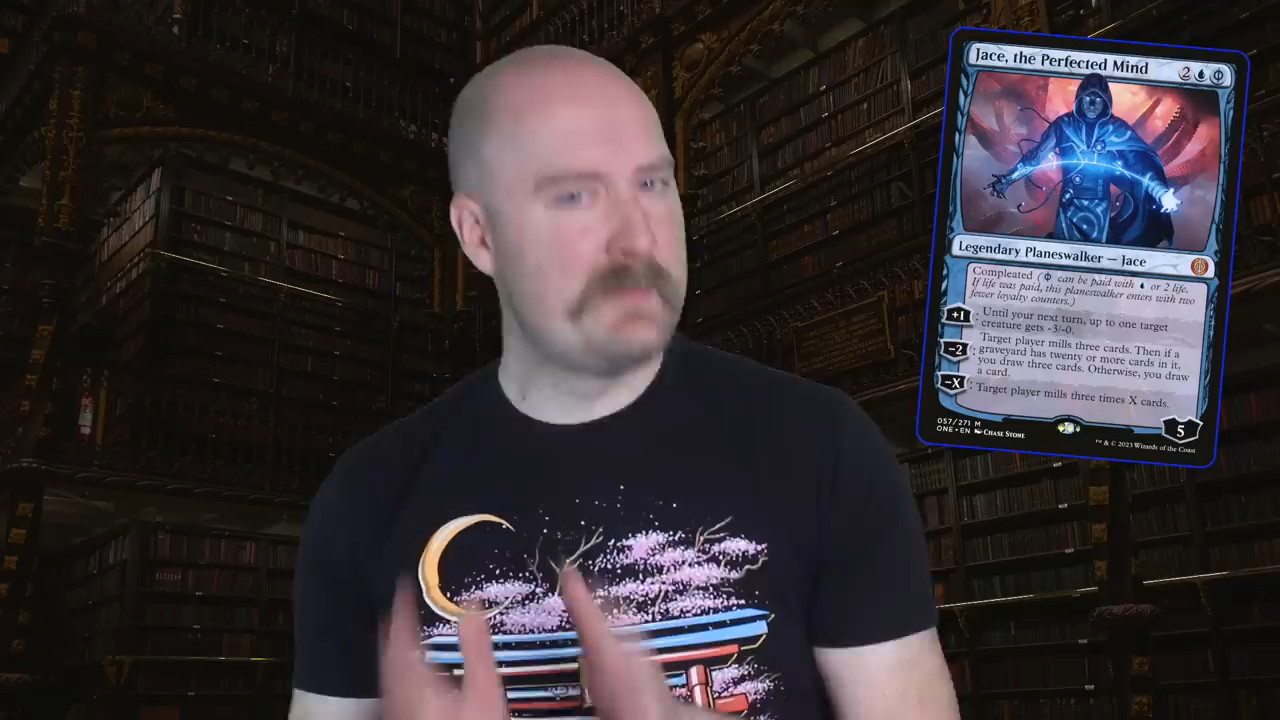 Jace, the Perfected Mind 2
Legendary Planeswalker — Jace
Compleated ( can be paid with or 2 life.
If life was paid, this planeswalker enters with two
fewer loyalty counters.)
+1: Until your next turn, up to one target
creature gets -3/-0.
Target player mills three cards. Then if a
-2: graveyard has twenty or more cards in it,
you draw three cards. Otherwise, you draw
a card.
-X: Target player mills three times X cards.
5
057/271 M
ONE • EN CHASE STONE
™ & © 2023 Wizards of the Coast